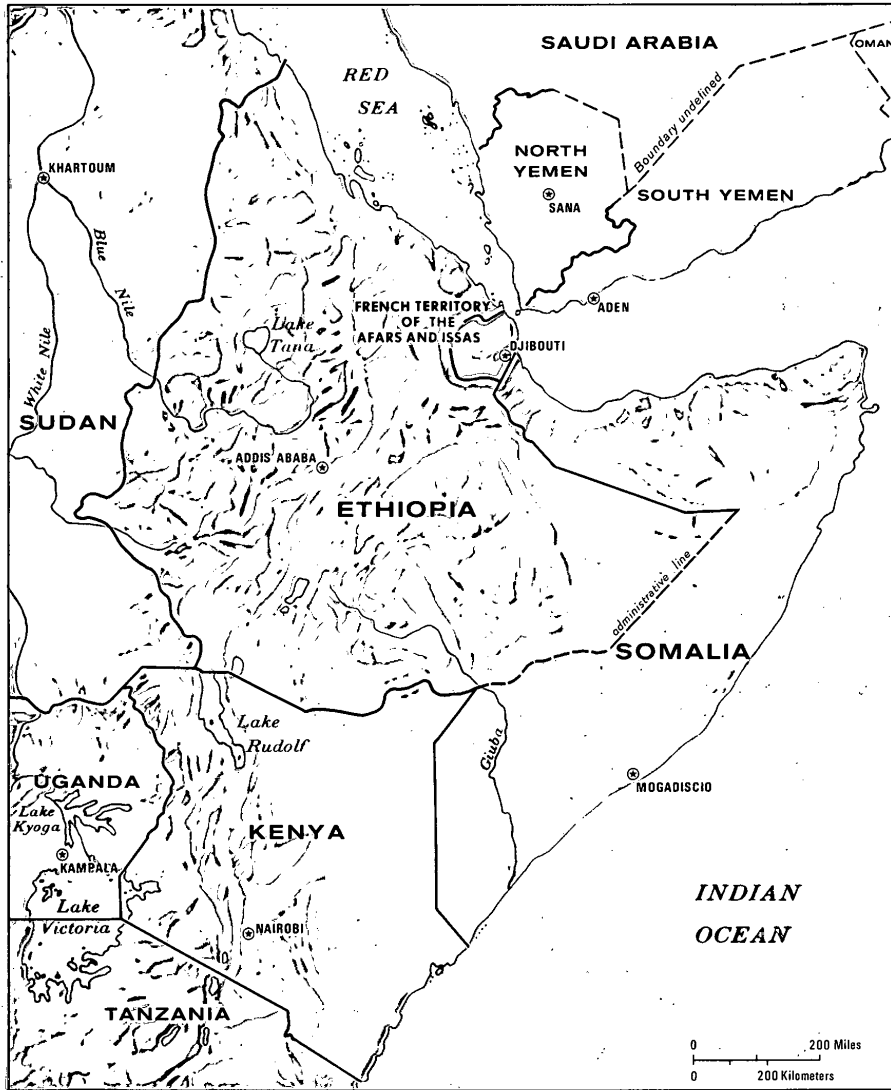 SAUDI ARABIA
OMAN
RED
SEA
Boundary undefined
NORTH
YEMEN
SANA
SOUTH YEMEN
KHARTOUM
Blue
Nile
White Nile
ADEN
FRENCH TERRITORY
OF THE
AFARS AND ISSAS
DJIBOUTI
Lake
Tana
SUDAN
ADDIS ABABA
ETHIOPIA
administrative line
SOMALIA
Lake
Rudolf
Giuba
MOGADISCIO
UGANDA
Lake
Kyoga
KAMPALA
KENYA
Lake
Victoria
NAIROBI
INDIAN
OCEAN
TANZANIA
0 200 Miles
0 200 Kilometers